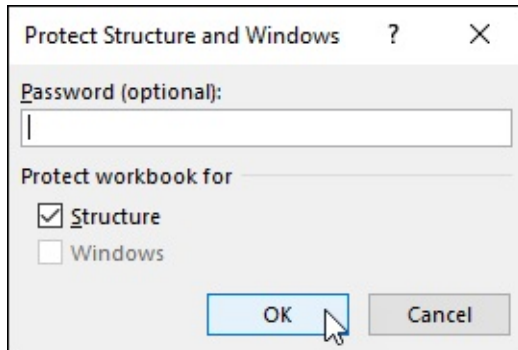 Protect Structure and Windows ? X
Password (optional):
Protect workbook for
Structure
Windows
OK Cancel